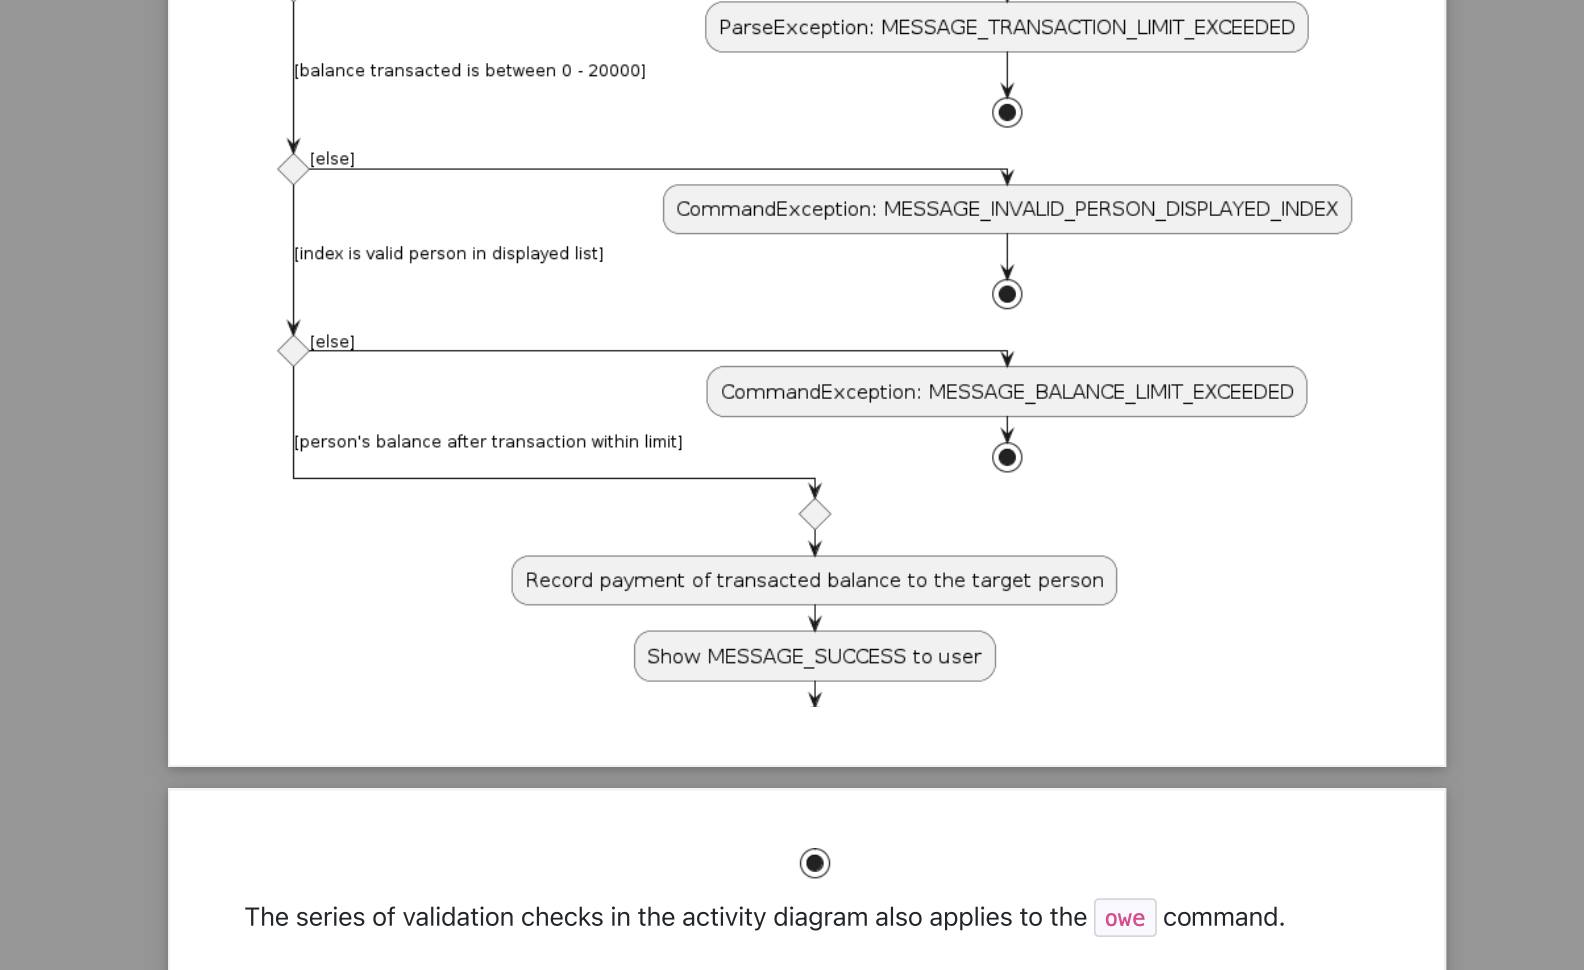 ParseException: MESSAGE_TRANSACTION_LIMIT_EXCEEDED
[balance transacted is between 0 - 20000]
[else]
CommandException: MESSAGE_INVALID_PERSON_DISPLAYED_INDEX
[index is valid person in displayed list]
[else]
CommandException: MESSAGE_BALANCE_LIMIT_EXCEEDED
[person's balance after transaction within limit]
Record payment of transacted balance to the target person
Show MESSAGE_SUCCESS to user
The series of validation checks in the activity diagram also applies to the owe command.